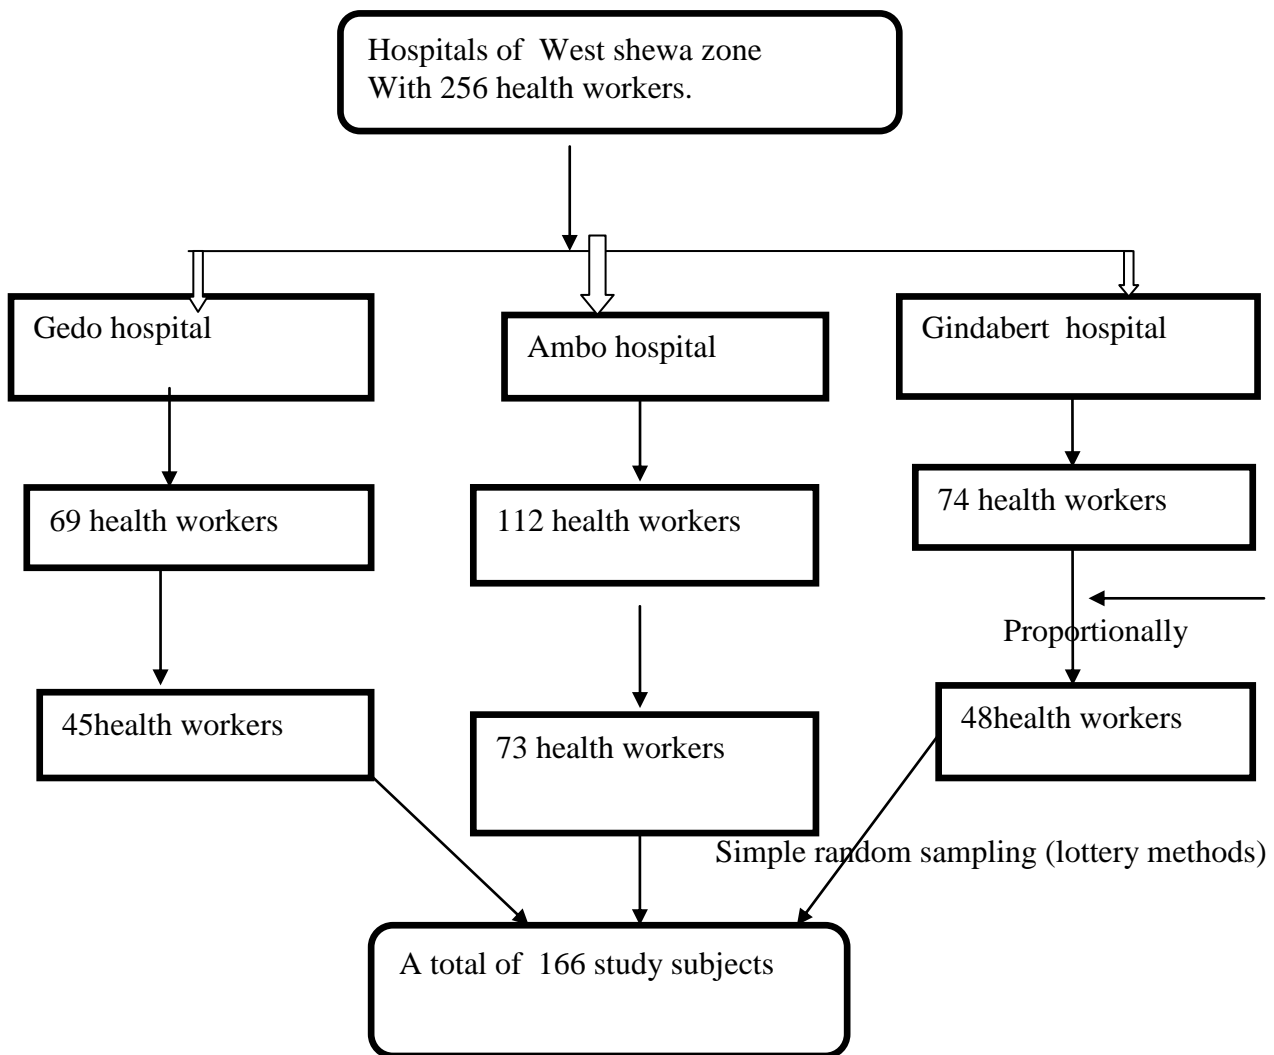 Hospitals of West shewa zone
With 256 health workers.
Gedo hospital
Ambo hospital
Gindabert hospital
69 health workers
112 health workers
74 health workers
Proportionally
45health workers
73 health workers
48health workers
Simple random sampling (lottery methods)
A total of 166 study subjects